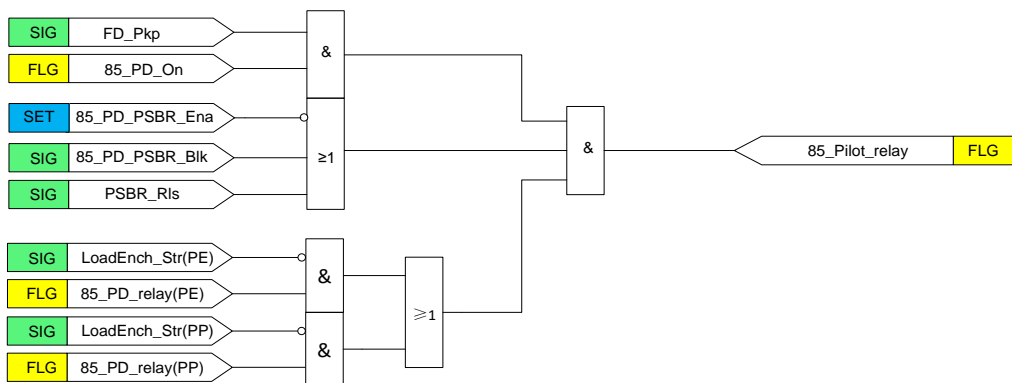 SIG FD_Pkp
&
FLG 85_PD_On
SET 85_PD_PSBR_Ena
≥1
SIG 85_PD_PSBR_Blk
SIG PSBR_Rls
&
85_Pilot_relay FLG
SIG LoadEnch_Str(PE)
&
FLG 85_PD_relay(PE)
≥1
SIG LoadEnch_Str(PP)
&
FLG 85_PD_relay(PP)